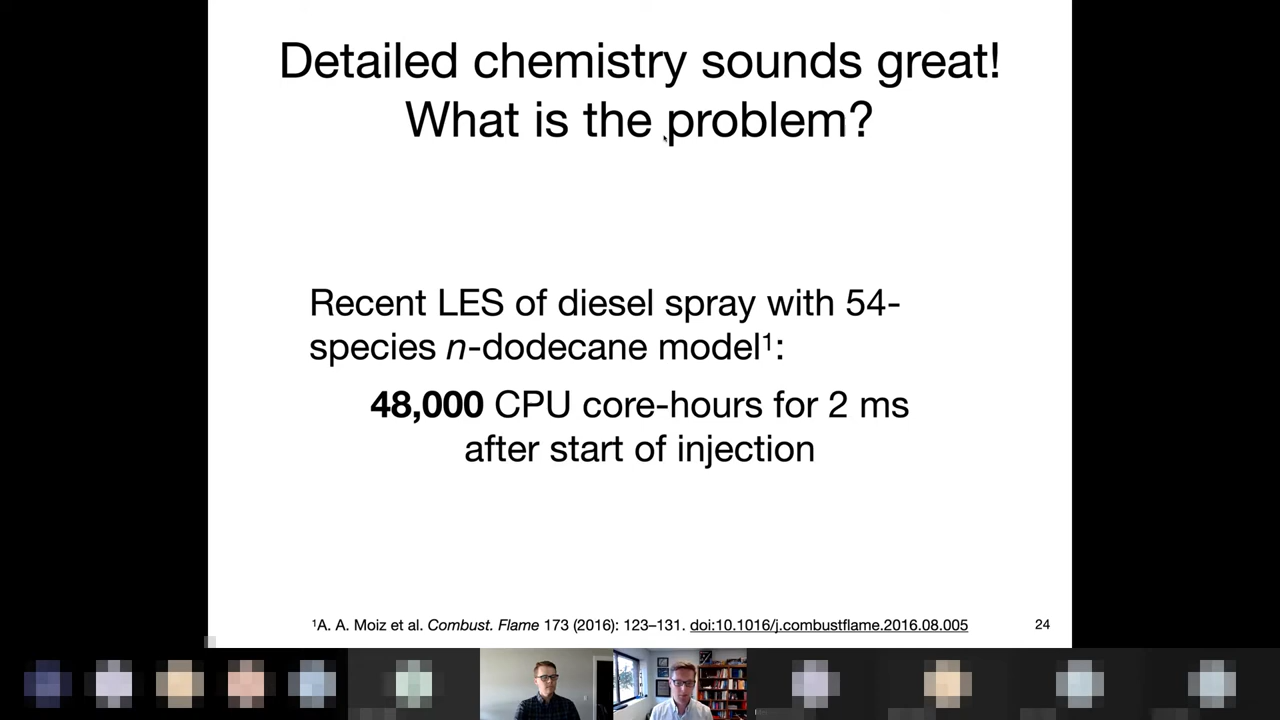 Detailed chemistry sounds great!
What is the problem?
Recent LES of diesel spray with 54-
species n-dodecane model¹:
48,000 CPU core-hours for 2 ms
after start of injection
¹A. A. Moiz et al. Combust. Flame 173 (2016): 123–131. doi:10.1016/j.combustflame.2016.08.005
24